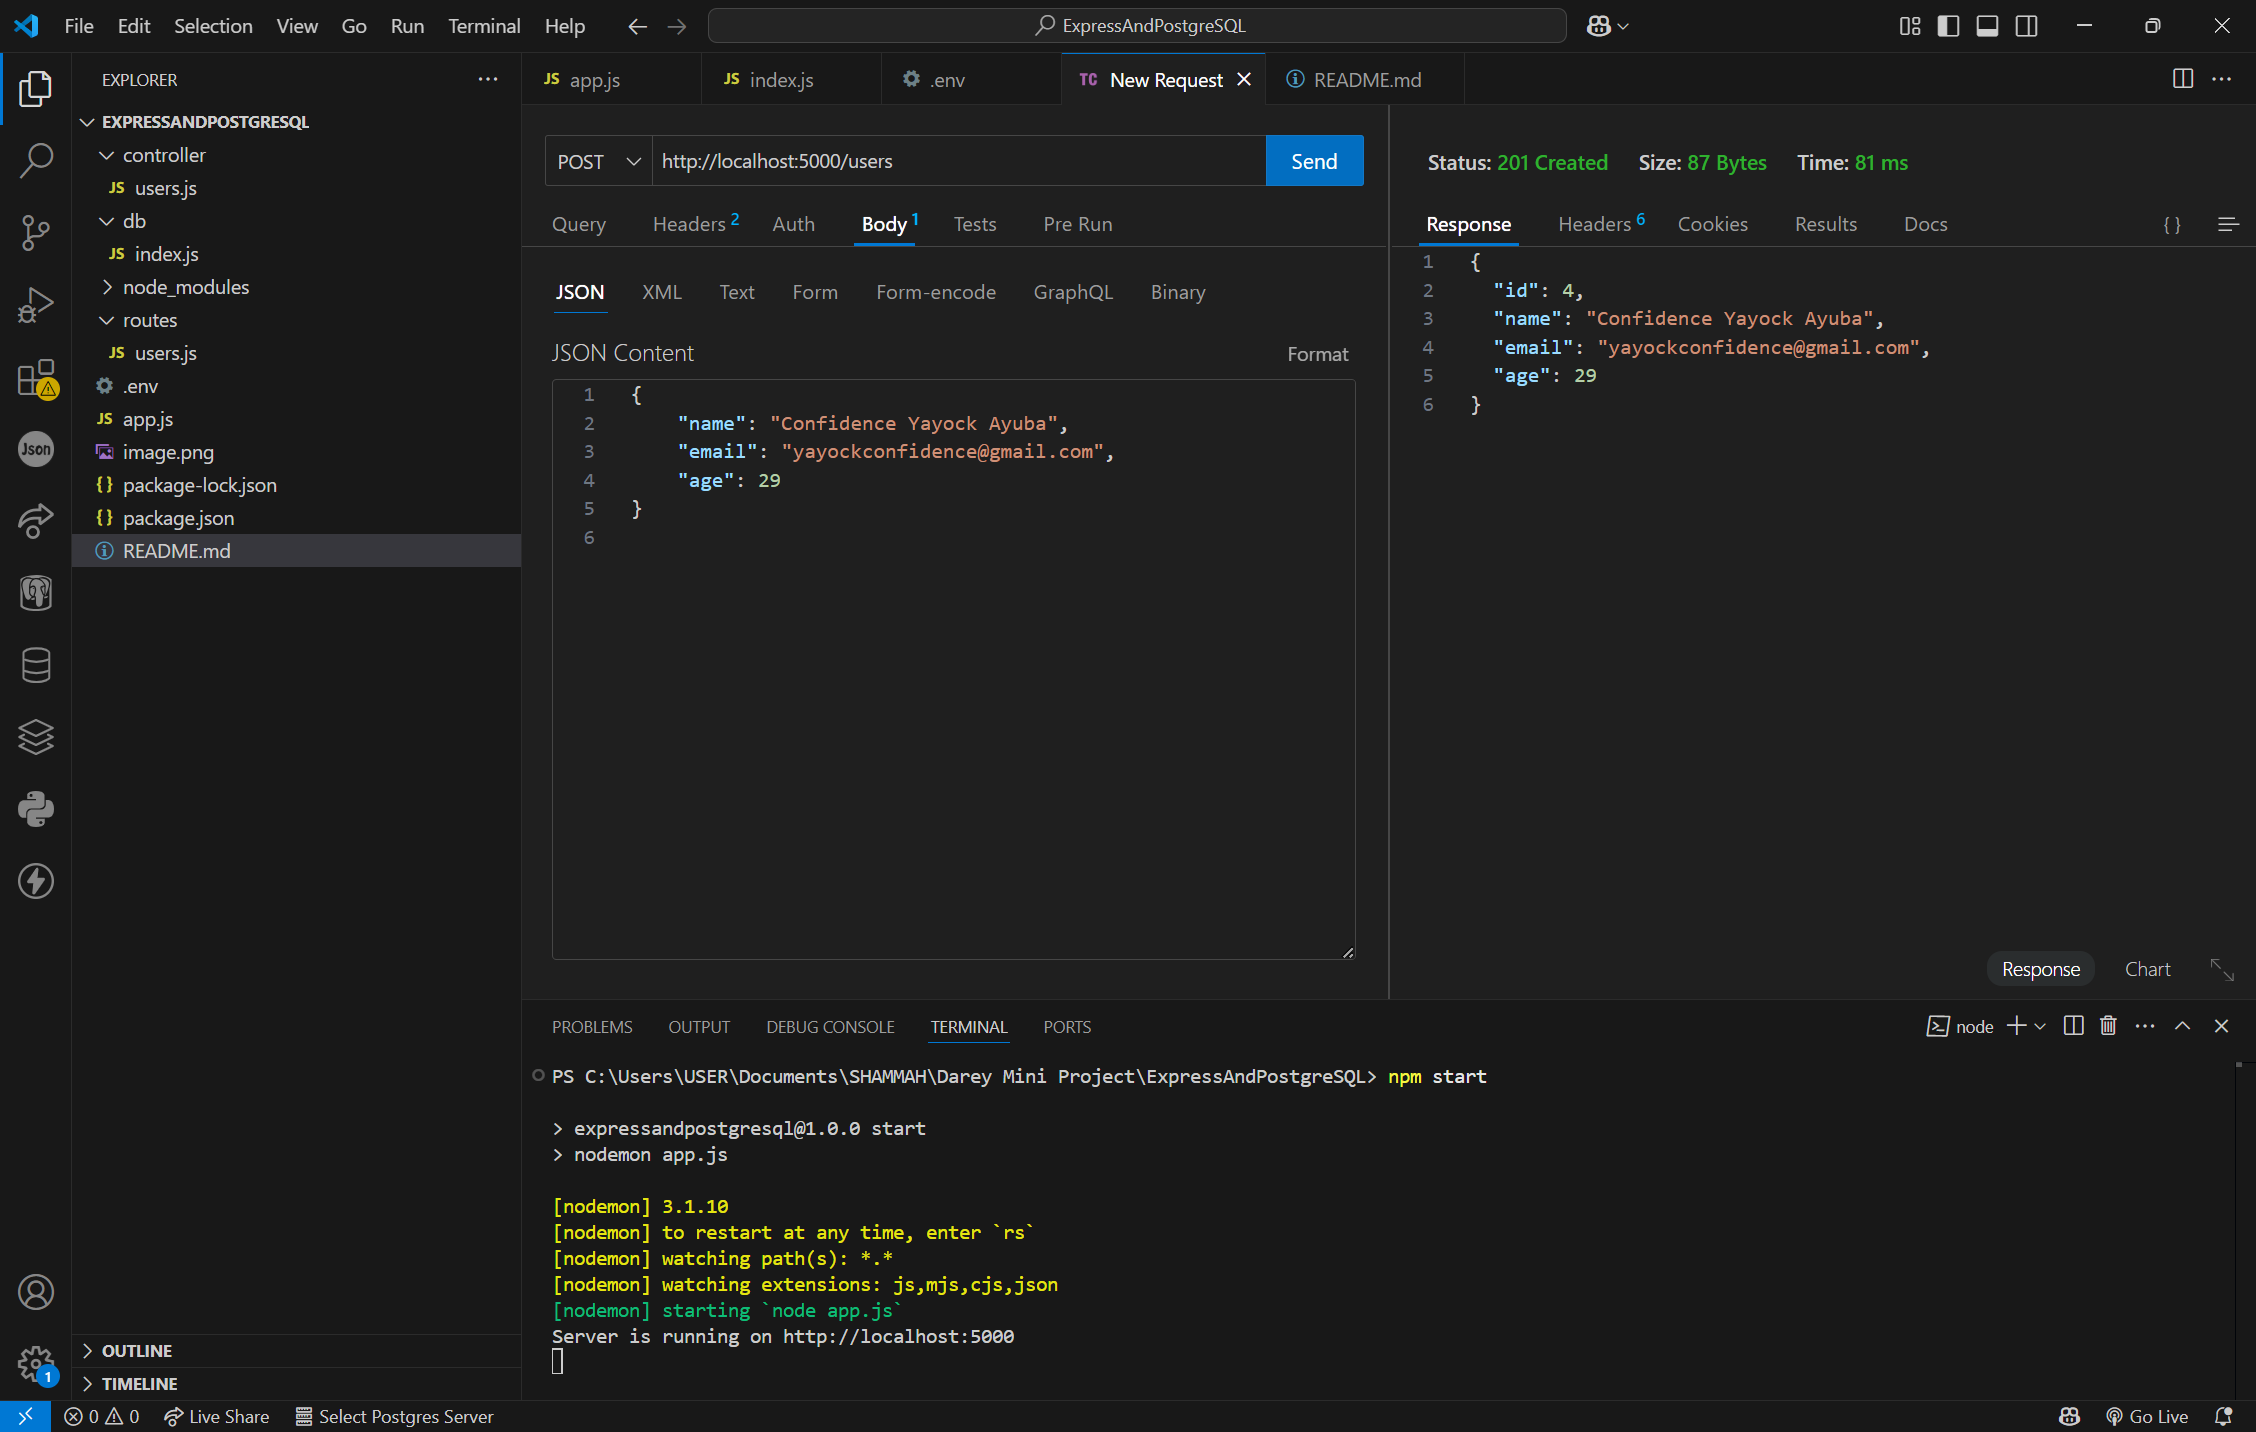 File Edit Selection View Go Run Terminal Help
ExpressAndPostgreSQL
EXPLORER
EXPRESSANDPOSTGRESQL
controller
JS users.js
db
JS index.js
node_modules
routes
JS users.js
.env
JS app.js
image.png
{} package-lock.json
{} package.json
README.md
Json
OUTLINE
TIMELINE
1
JS app.js
JS index.js
.env
TC New Request
README.md
POST http://localhost:5000/users Send
Query Headers 2 Auth Body 1 Tests Pre Run
JSON XML Text Form Form-encode GraphQL Binary
JSON Content Format
1 {
2 "name": "Confidence Yayock Ayuba",
3 "email": "yayockconfidence@gmail.com",
4 "age": 29
5 }
6
Status: 201 Created Size: 87 Bytes Time: 81 ms
Response Headers 6 Cookies Results Docs {}
1 {
2 "id": 4,
3 "name": "Confidence Yayock Ayuba",
4 "email": "yayockconfidence@gmail.com",
5 "age": 29
6 }
Response Chart
PROBLEMS OUTPUT DEBUG CONSOLE TERMINAL PORTS
node
PS C:\Users\USER\Documents\SHAMMAH\Darey Mini Project\ExpressAndPostgreSQL> npm start
> expressandpostgresql@1.0.0 start
> nodemon app.js
[nodemon] 3.1.10
[nodemon] to restart at any time, enter `rs`
[nodemon] watching path(s): *.*
[nodemon] watching extensions: js,mjs,cjs,json
[nodemon] starting `node app.js`
Server is running on http://localhost:5000
0 0 Live Share Select Postgres Server Go Live